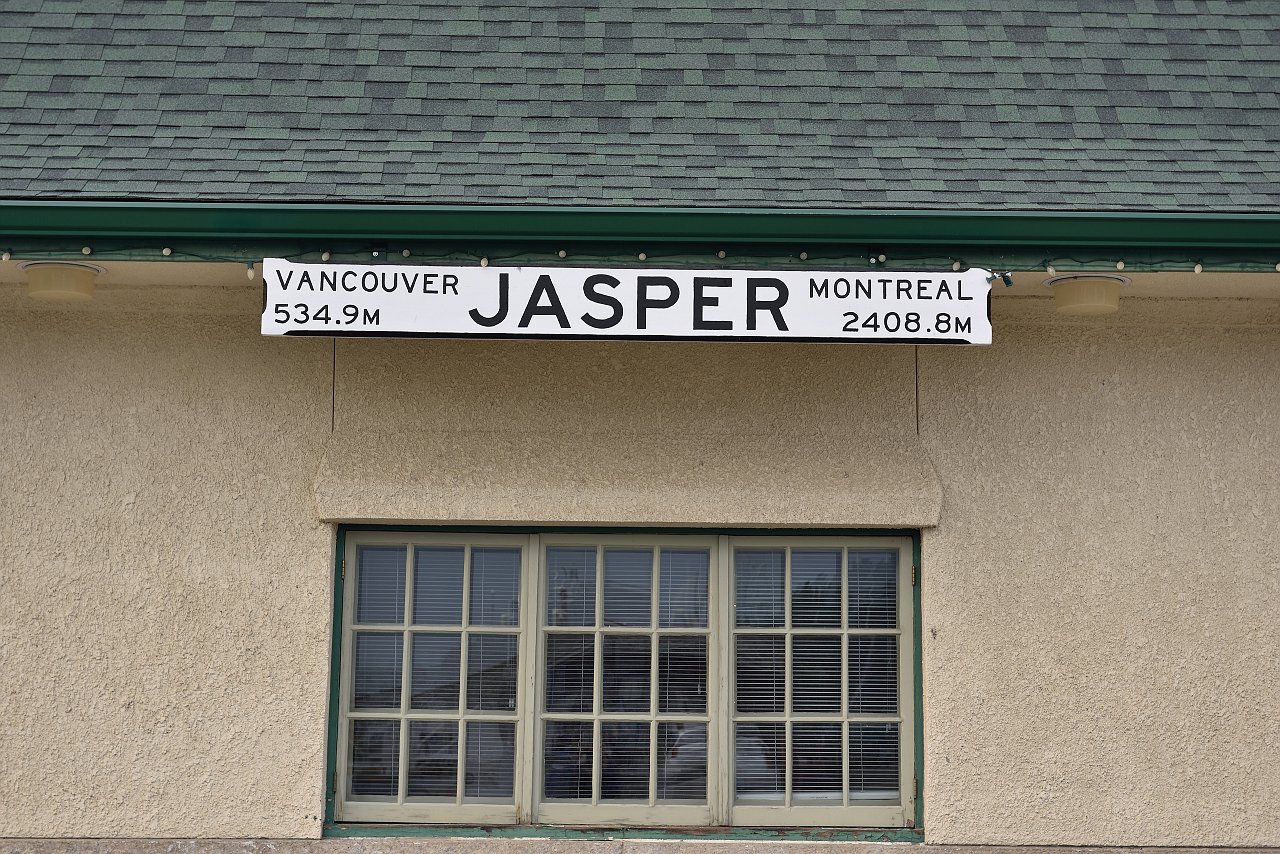 VANCOUVER JASPER MONTREAL
534.9M 2408.8M